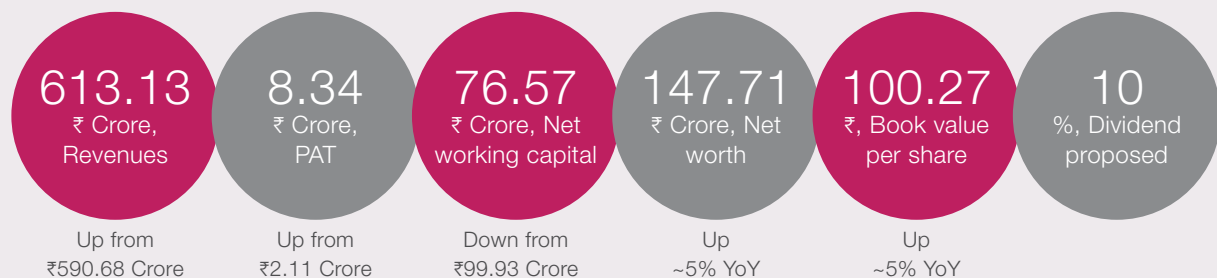 613.13
₹ Crore,
Revenues
Up from
₹590.68 Crore
8.34
₹ Crore,
PAT
Up from
₹2.11 Crore
76.57
₹ Crore, Net
working capital
Down from
₹99.93 Crore
147.71
₹ Crore, Net
worth
Up
~5% YoY
100.27
₹, Book value
per share
Up
~5% YoY
10
%, Dividend
proposed